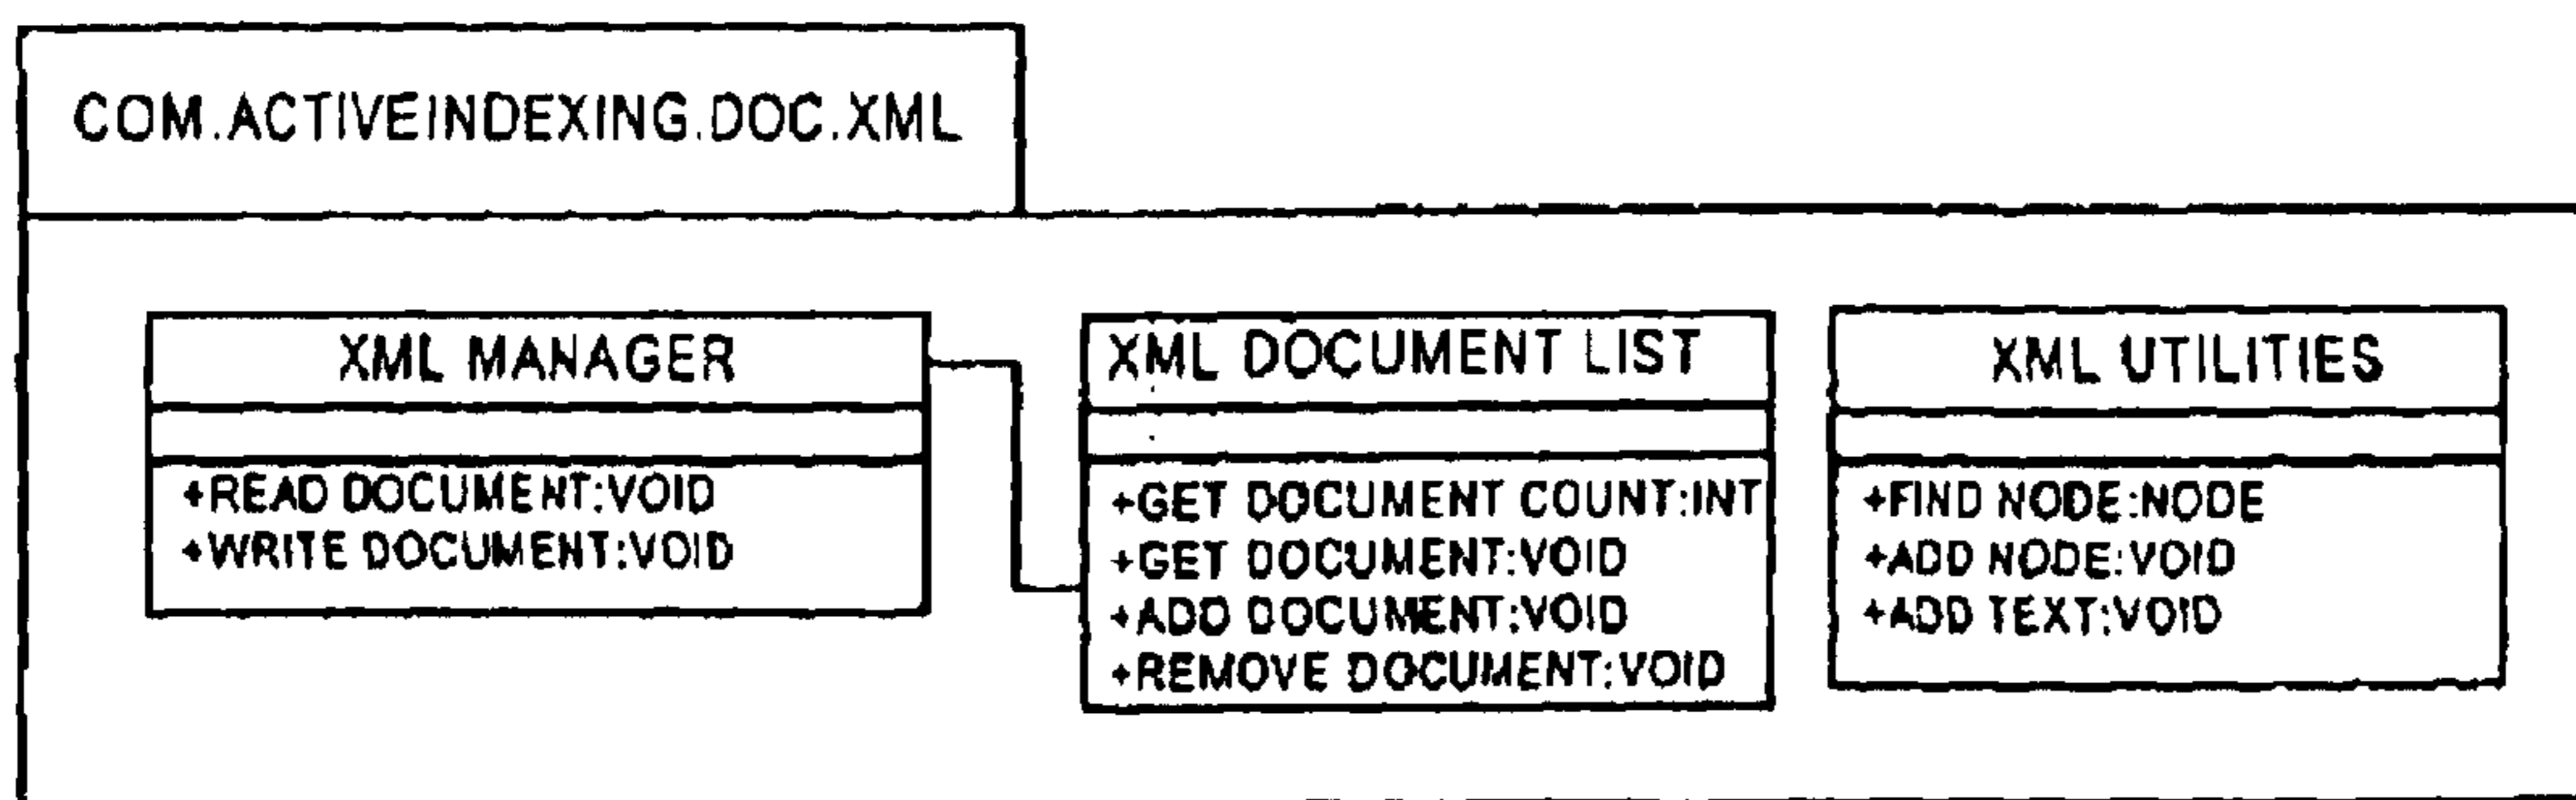 COM.ACTIVEINDEXING.DOC.XML
XML MANAGER
+READ DOCUMENT:VOID
+WRITE DOCUMENT:VOID
XML DOCUMENT LIST
+GET DOCUMENT COUNT:INT
+GET DOCUMENT:VOID
+ADD DOCUMENT:VOID
+REMOVE DOCUMENT:VOID
XML UTILITIES
+FIND NODE:NODE
+ADD NODE:VOID
+ADD TEXT:VOID